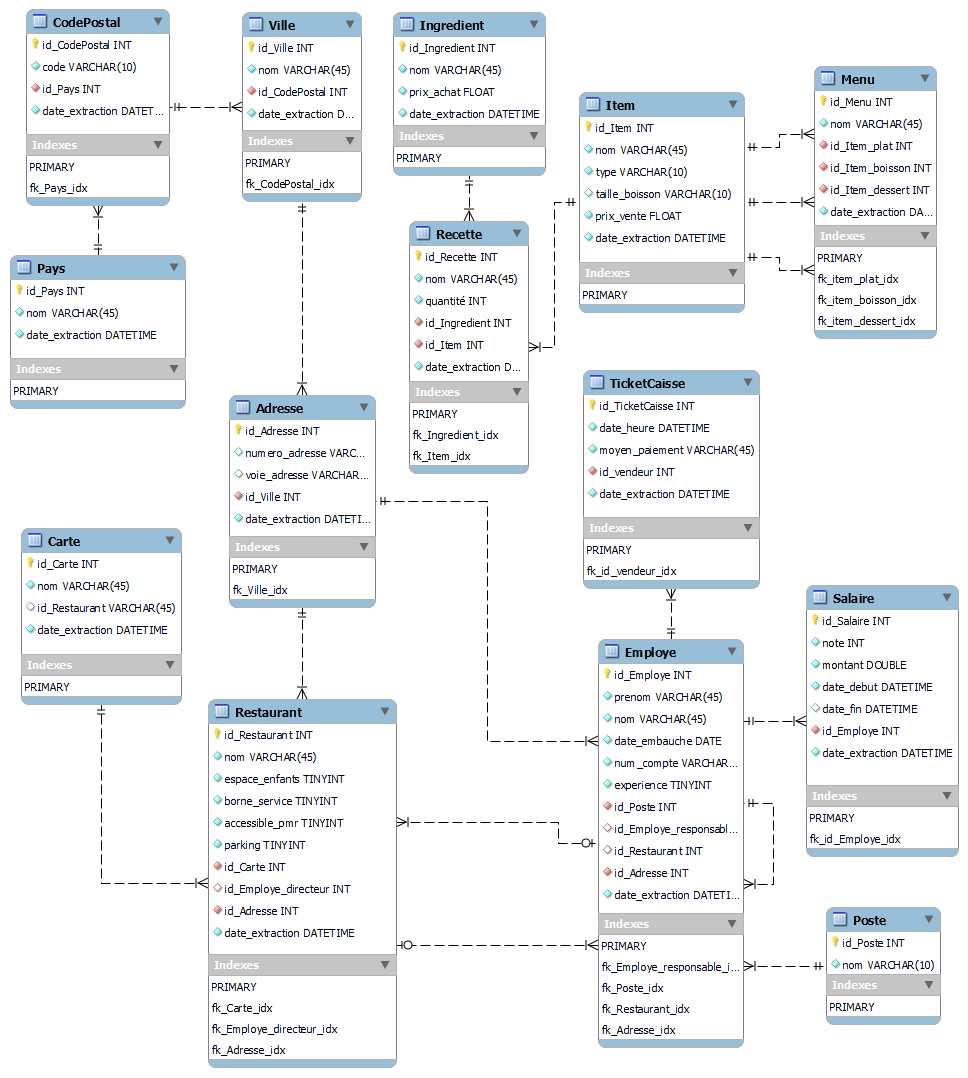 CodePostal
id_CodePostal INT
code VARCHAR(10)
id_Pays INT
date_extraction DATET...
Indexes
PRIMARY
fk_Pays_idx
Ville
id_Ville INT
nom VARCHAR(45)
id_CodePostal INT
date_extraction D...
Indexes
PRIMARY
fk_CodePostal_idx
Ingredient
id_Ingredient INT
nom VARCHAR(45)
prix_achat FLOAT
date_extraction DATETIME
Indexes
PRIMARY
Item
id_Item INT
nom VARCHAR(45)
type VARCHAR(10)
taille_boisson VARCHAR(10)
prix_vente FLOAT
date_extraction DATETIME
Indexes
PRIMARY
Menu
id_Menu INT
nom VARCHAR(45)
id_Item_plat INT
id_Item_boisson INT
id_Item_dessert INT
date_extraction DA...
Indexes
PRIMARY
fk_item_plat_idx
fk_item_boisson_idx
fk_item_dessert_idx
Pays
id_Pays INT
nom VARCHAR(45)
date_extraction DATETIME
Indexes
PRIMARY
Recette
id_Recette INT
nom VARCHAR(45)
quantité INT
id_Ingredient INT
id_Item INT
date_extraction D...
Indexes
PRIMARY
fk_Ingredient_idx
fk_Item_idx
Adresse
id_Adresse INT
numero_adresse VARC...
voie_adresse VARCHAR...
id_Ville INT
date_extraction DATETI...
Indexes
PRIMARY
fk_Ville_idx
TicketCaisse
id_TicketCaisse INT
date_heure DATETIME
moyen_paiement VARCHAR(45)
id_vendeur INT
date_extraction DATETIME
Indexes
PRIMARY
fk_id_vendeur_idx
Carte
id_Carte INT
nom VARCHAR(45)
id_Restaurant VARCHAR(45)
date_extraction DATETIME
Indexes
PRIMARY
Restaurant
id_Restaurant INT
nom VARCHAR(45)
espace_enfants TINYINT
borne_service TINYINT
accessible_pmr TINYINT
parking TINYINT
id_Carte INT
id_Employe_directeur INT
id_Adresse INT
date_extraction DATETIME
Indexes
PRIMARY
fk_Carte_idx
fk_Employe_directeur_idx
fk_Adresse_idx
Employe
id_Employe INT
prenom VARCHAR(45)
nom VARCHAR(45)
date_embauche DATE
num_compte VARCHAR...
experience TINYINT
id_Poste INT
id_Employe_responsabl...
id_Restaurant INT
id_Adresse INT
date_extraction DATETI...
Indexes
PRIMARY
fk_Employe_responsable_i...
fk_Poste_idx
fk_Restaurant_idx
fk_Adresse_idx
Salaire
id_Salaire INT
note INT
montant DOUBLE
date_debut DATETIME
date_fin DATETIME
id_Employe INT
date_extraction DATETIME
Indexes
PRIMARY
fk_id_Employe_idx
Poste
id_Poste INT
nom VARCHAR(10)
Indexes
PRIMARY